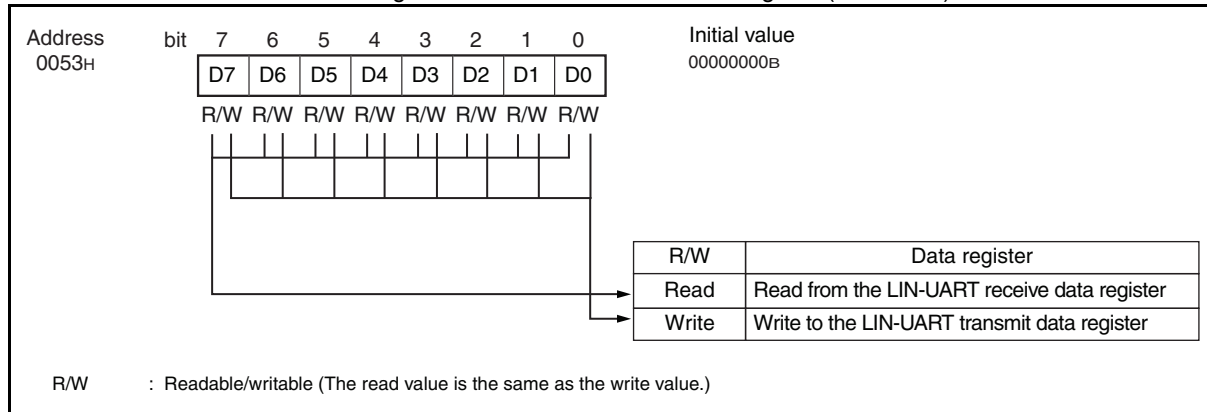 Address bit 7 6 5 4 3 2 1 0 Initial value
0053H 00000000B
D7 D6 D5 D4 D3 D2 D1 D0
R/W R/W R/W R/W R/W R/W R/W R/W
R/W Data register
Read Read from the LIN-UART receive data register
Write Write to the LIN-UART transmit data register
R/W : Readable/writable (The read value is the same as the write value.)